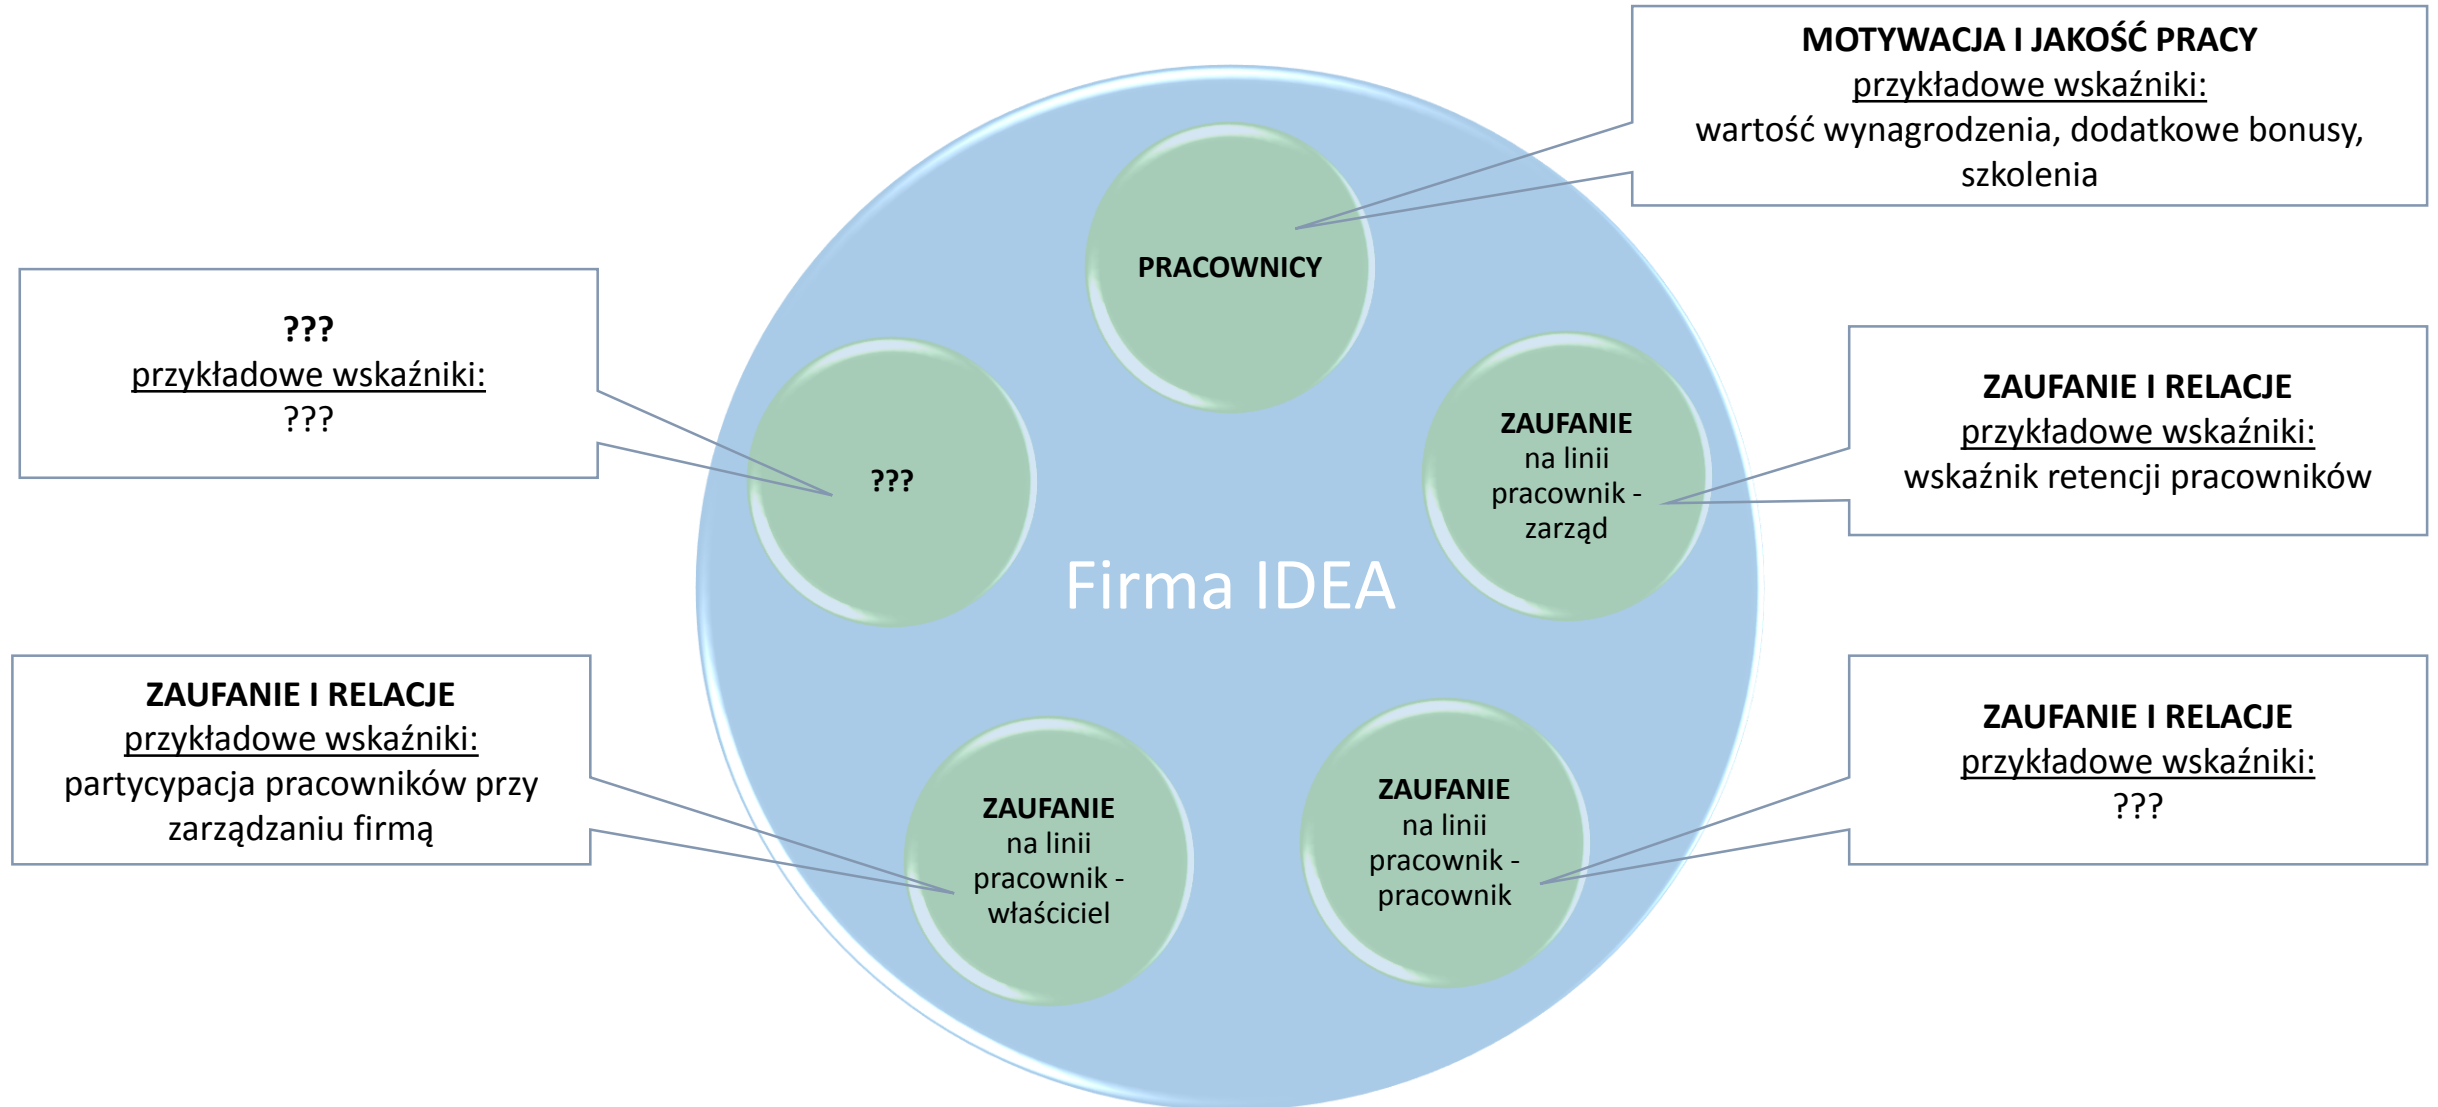 MOTYWACJA I JAKOŚĆ PRACY
przykładowe wskaźniki:
wartość wynagrodzenia, dodatkowe bonusy,
szkolenia
PRACOWNICY
???
przykładowe wskaźniki:
???
???
ZAUFANIE
na linii
pracownik -
zarząd
ZAUFANIE I RELACJE
przykładowe wskaźniki:
wskaźnik retencji pracowników
Firma IDEA
ZAUFANIE I RELACJE
przykładowe wskaźniki:
partycypacja pracowników przy
zarządzaniu firmą
ZAUFANIE
na linii
pracownik -
właściciel
ZAUFANIE
na linii
pracownik -
pracownik
ZAUFANIE I RELACJE
przykładowe wskaźniki:
???